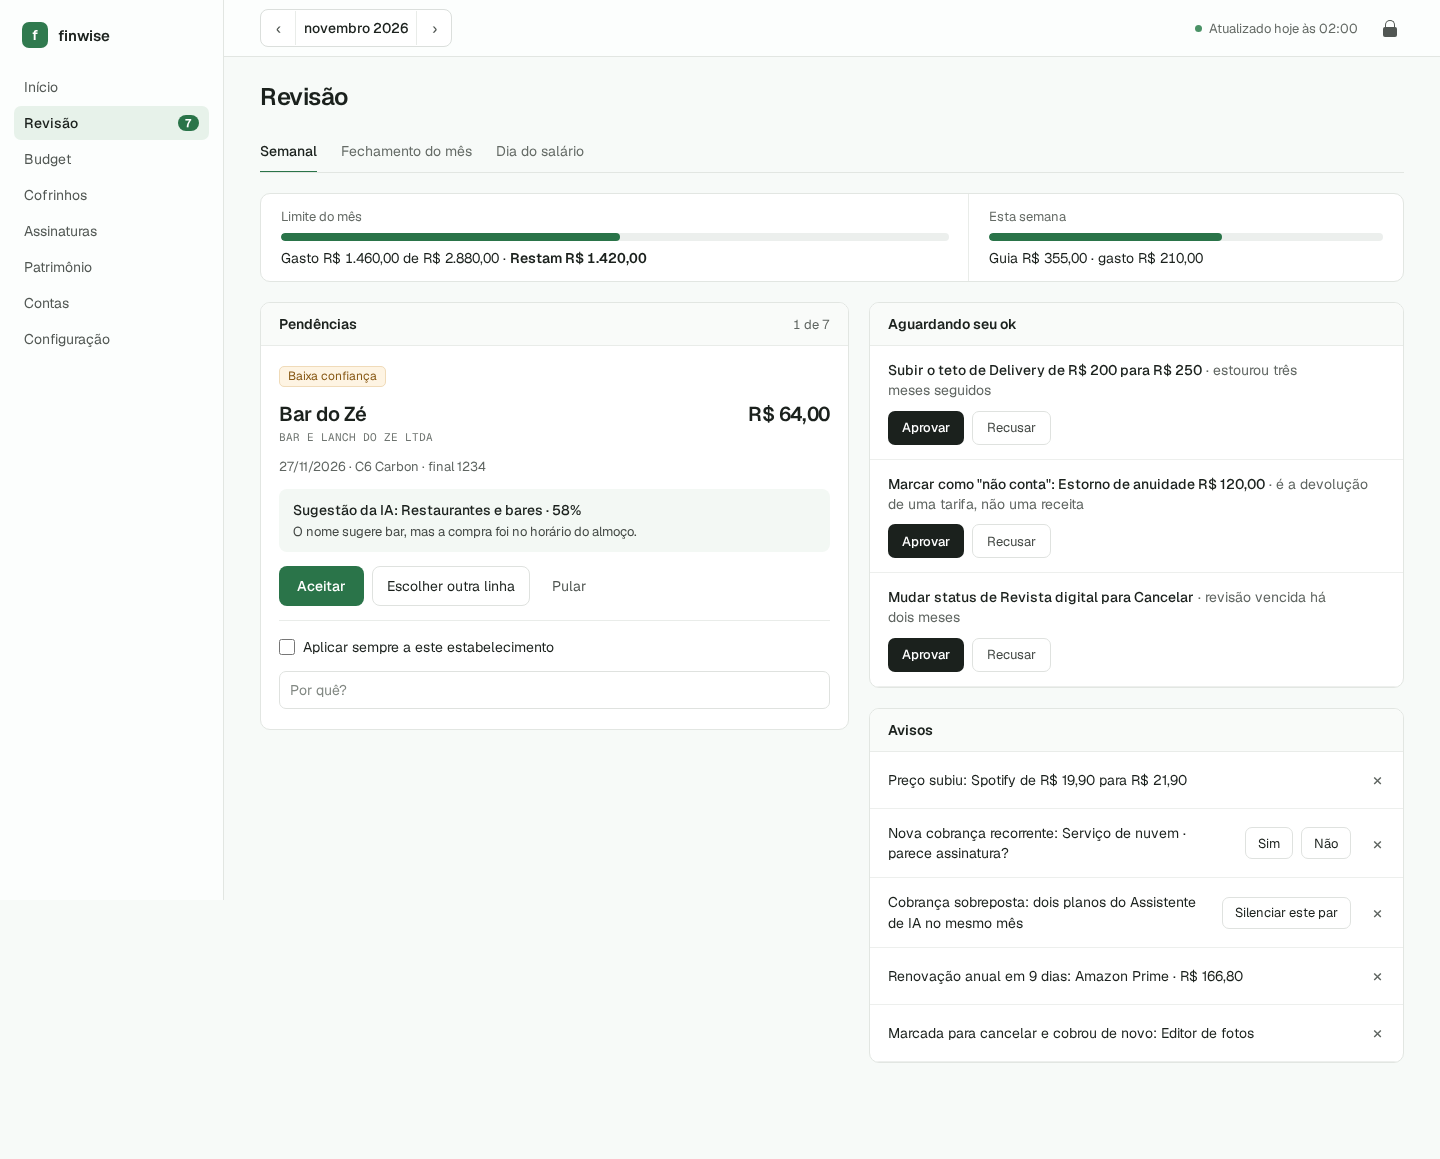 f finwise
Início
Revisão 7
Budget
Cofrinhos
Assinaturas
Patrimônio
Contas
Configuração
‹ novembro 2026 ›
Atualizado hoje às 02:00
Revisão
Semanal Fechamento do mês Dia do salário
Limite do mês
Gasto R$ 1.460,00 de R$ 2.880,00 · Restam R$ 1.420,00
Esta semana
Guia R$ 355,00 · gasto R$ 210,00
Pendências 1 de 7
Baixa confiança
Bar do Zé R$ 64,00
BAR E LANCH DO ZE LTDA
27/11/2026 · C6 Carbon · final 1234
Sugestão da IA: Restaurantes e bares · 58%
O nome sugere bar, mas a compra foi no horário do almoço.
Aceitar Escolher outra linha Pular
Aplicar sempre a este estabelecimento
Por quê?
Aguardando seu ok
Subir o teto de Delivery de R$ 200 para R$ 250 · estourou três
meses seguidos
Aprovar Recusar
Marcar como "não conta": Estorno de anuidade R$ 120,00 · é a devolução
de uma tarifa, não uma receita
Aprovar Recusar
Mudar status de Revista digital para Cancelar · revisão vencida há
dois meses
Aprovar Recusar
Avisos
Preço subiu: Spotify de R$ 19,90 para R$ 21,90 ×
Nova cobrança recorrente: Serviço de nuvem ·
parece assinatura?
Sim Não ×
Cobrança sobreposta: dois planos do Assistente
de IA no mesmo mês
Silenciar este par ×
Renovação anual em 9 dias: Amazon Prime · R$ 166,80 ×
Marcada para cancelar e cobrou de novo: Editor de fotos ×